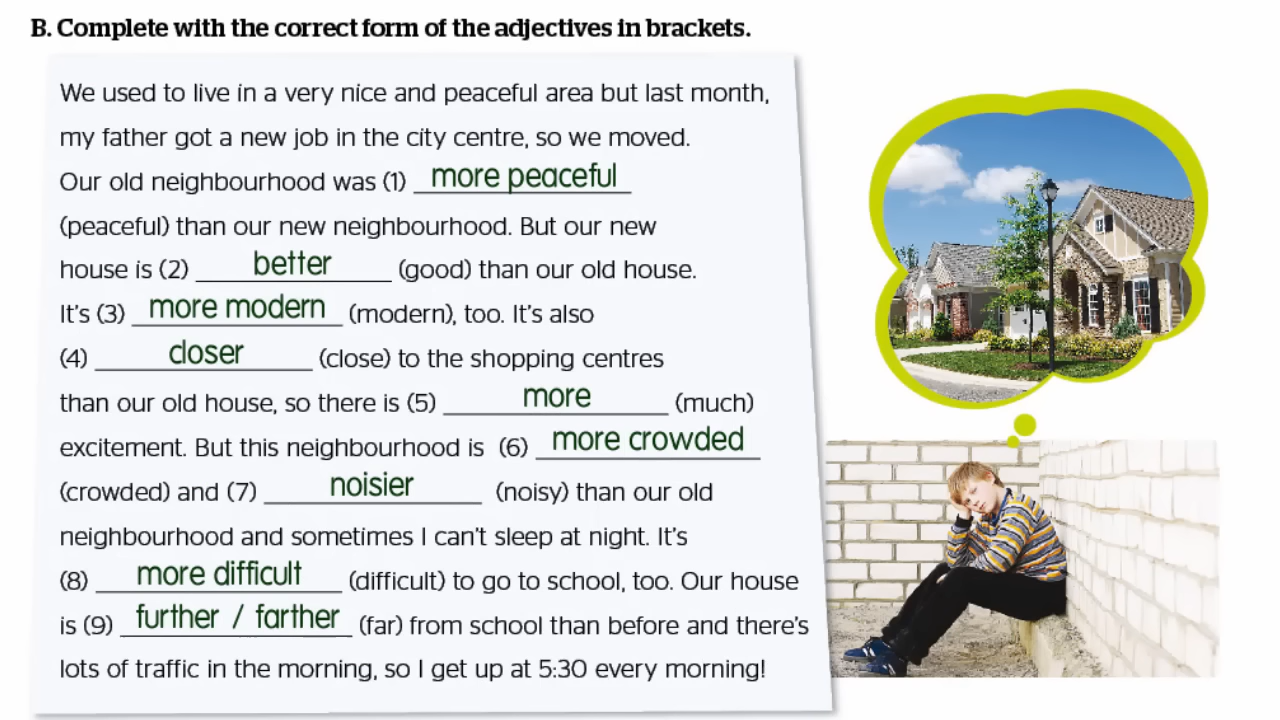 B. Complete with the correct form of the adjectives in brackets.
We used to live in a very nice and peaceful area but last month,
my father got a new job in the city centre, so we moved.
Our old neighbourhood was (1) more peaceful
(peaceful) than our new neighbourhood. But our new
house is (2) better (good) than our old house.
It's (3) more modern (modern), too. It's also
(4) closer (close) to the shopping centres
than our old house, so there is (5) more (much)
excitement. But this neighbourhood is (6) more crowded
(crowded) and (7) noisier (noisy) than our old
neighbourhood and sometimes I can't sleep at night. It's
(8) more difficult (difficult) to go to school, too. Our house
is (9) further / farther (far) from school than before and there's
lots of traffic in the morning, so I get up at 5:30 every morning!